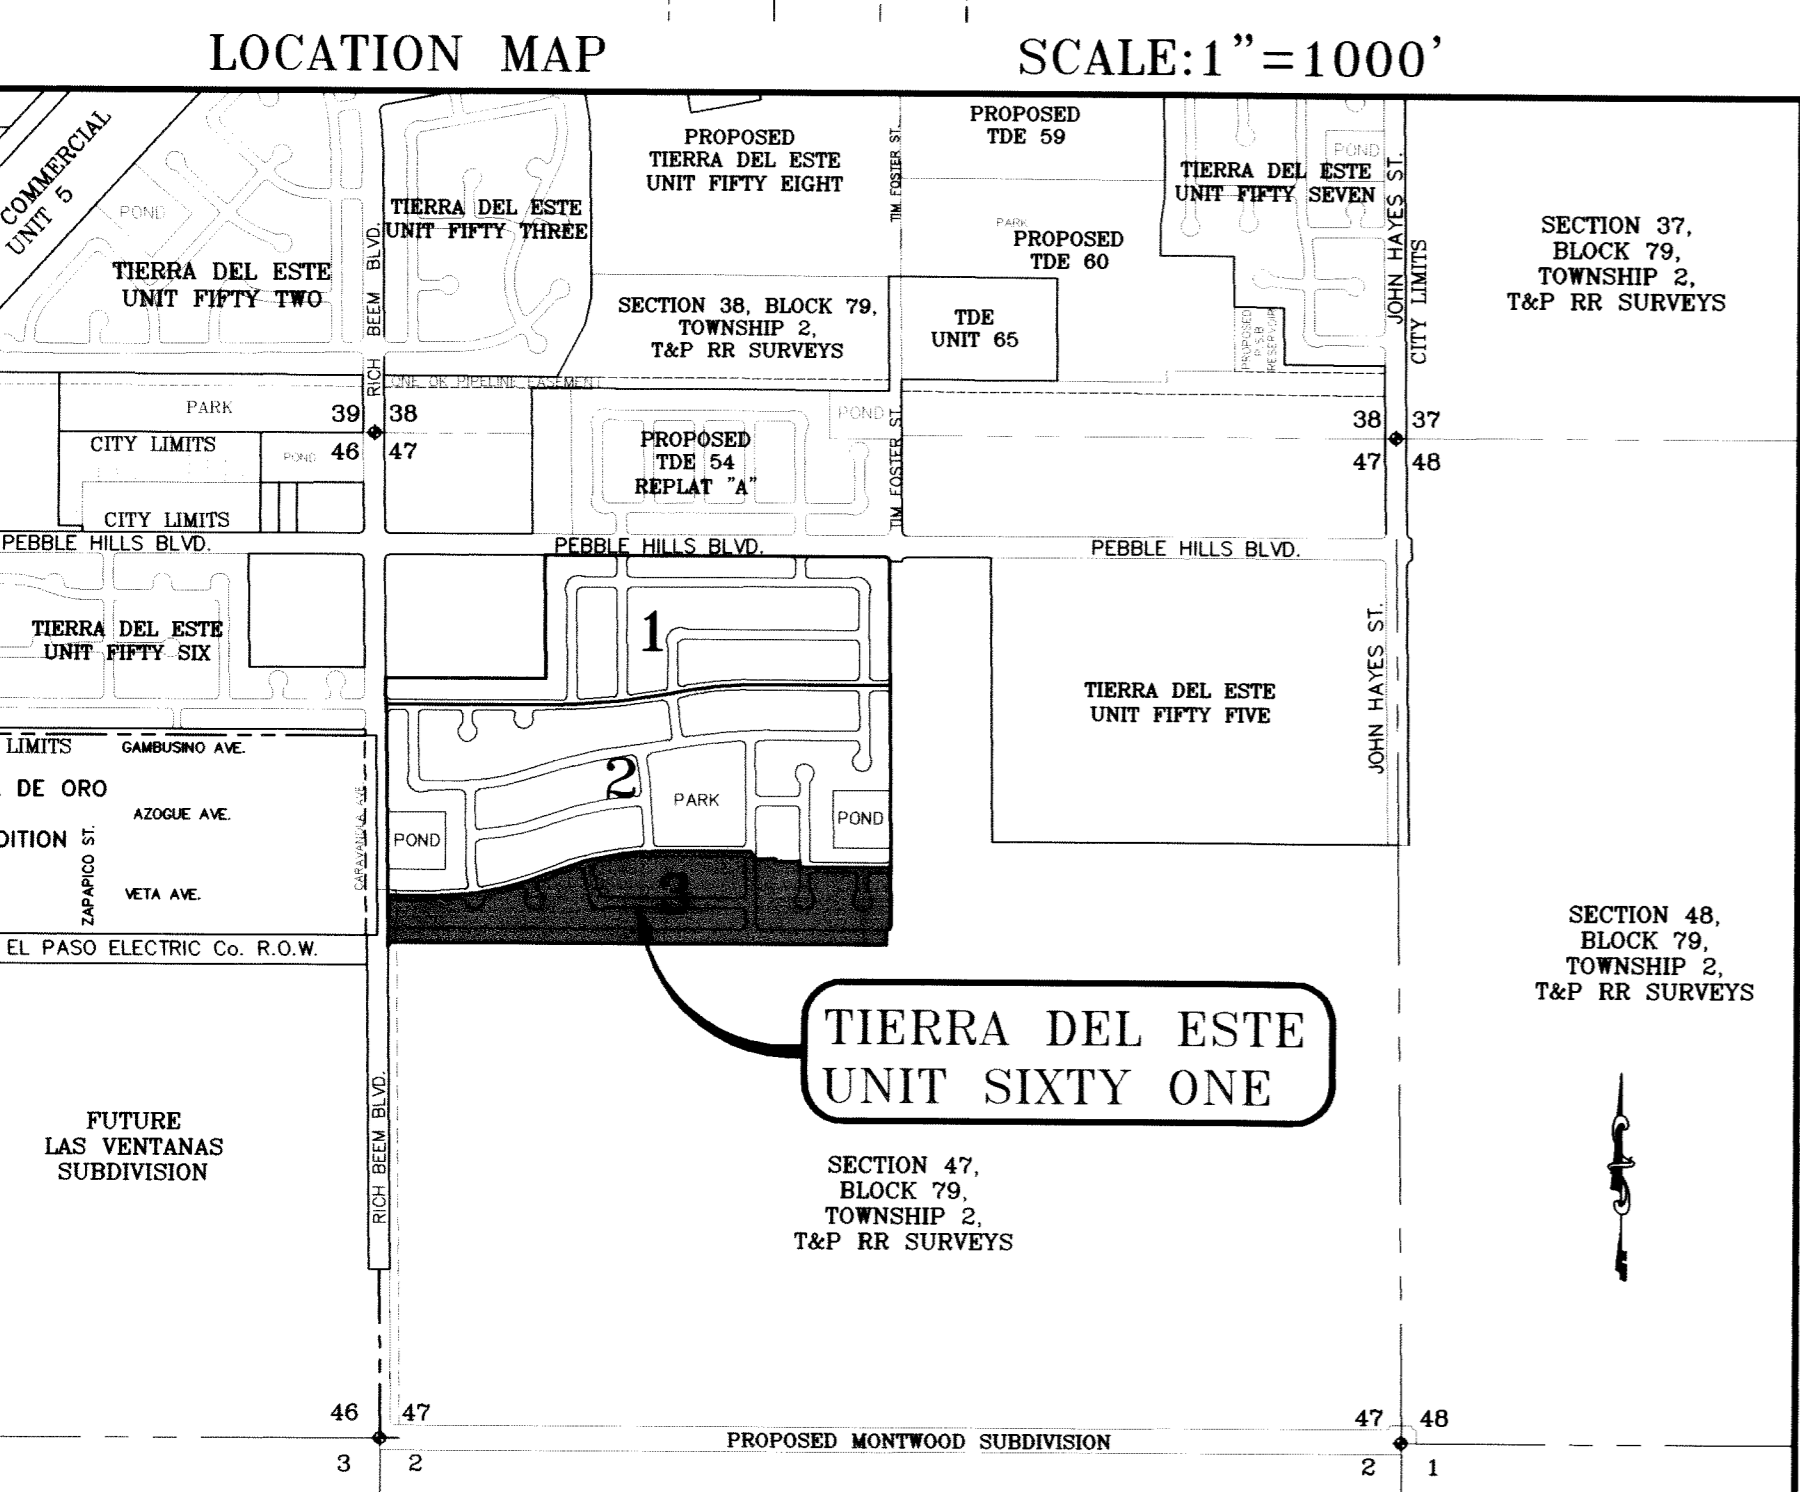 LOCATION MAP
SCALE:1"=1000'
COMMERCIAL
UNIT 5
POND
TIERRA DEL ESTE
UNIT FIFTY TWO
RICH BEEM BLVD.
TIERRA DEL ESTE
UNIT FIFTY THREE
PROPOSED
TIERRA DEL ESTE
UNIT FIFTY EIGHT
TIM FOSTER ST.
PROPOSED
TDE 59
PARK
PROPOSED
TDE 60
POND
TIERRA DEL ESTE
UNIT FIFTY SEVEN
JOHN HAYES ST.
CITY LIMITS
SECTION 37,
BLOCK 79,
TOWNSHIP 2,
T&P RR SURVEYS
SECTION 38, BLOCK 79,
TOWNSHIP 2,
T&P RR SURVEYS
TDE
UNIT 65
PROPOSED
P.S.B.
RESERVOIR
ONE OK PIPELINE EASEMENT
PARK
39 38
46 47
CITY LIMITS
POND
CITY LIMITS
PROPOSED
TDE 54
REPLAT "A"
POND
TIM FOSTER ST.
38 37
47 48
PEBBLE HILLS BLVD.
PEBBLE HILLS BLVD.
PEBBLE HILLS BLVD.
TIERRA DEL ESTE
UNIT FIFTY SIX
1
TIERRA DEL ESTE
UNIT FIFTY FIVE
JOHN HAYES ST.
LIMITS
GAMBUSINO AVE.
DE ORO
AZOGUE AVE.
DITION
ZAPAPICO ST.
VETA AVE.
2
PARK
POND
POND
3
EL PASO ELECTRIC Co. R.O.W.
SECTION 48,
BLOCK 79,
TOWNSHIP 2,
T&P RR SURVEYS
TIERRA DEL ESTE
UNIT SIXTY ONE
FUTURE
LAS VENTANAS
SUBDIVISION
RICH BEEM BLVD.
SECTION 47,
BLOCK 79,
TOWNSHIP 2,
T&P RR SURVEYS
46 47
3 2
PROPOSED MONTWOOD SUBDIVISION
47 48
2 1